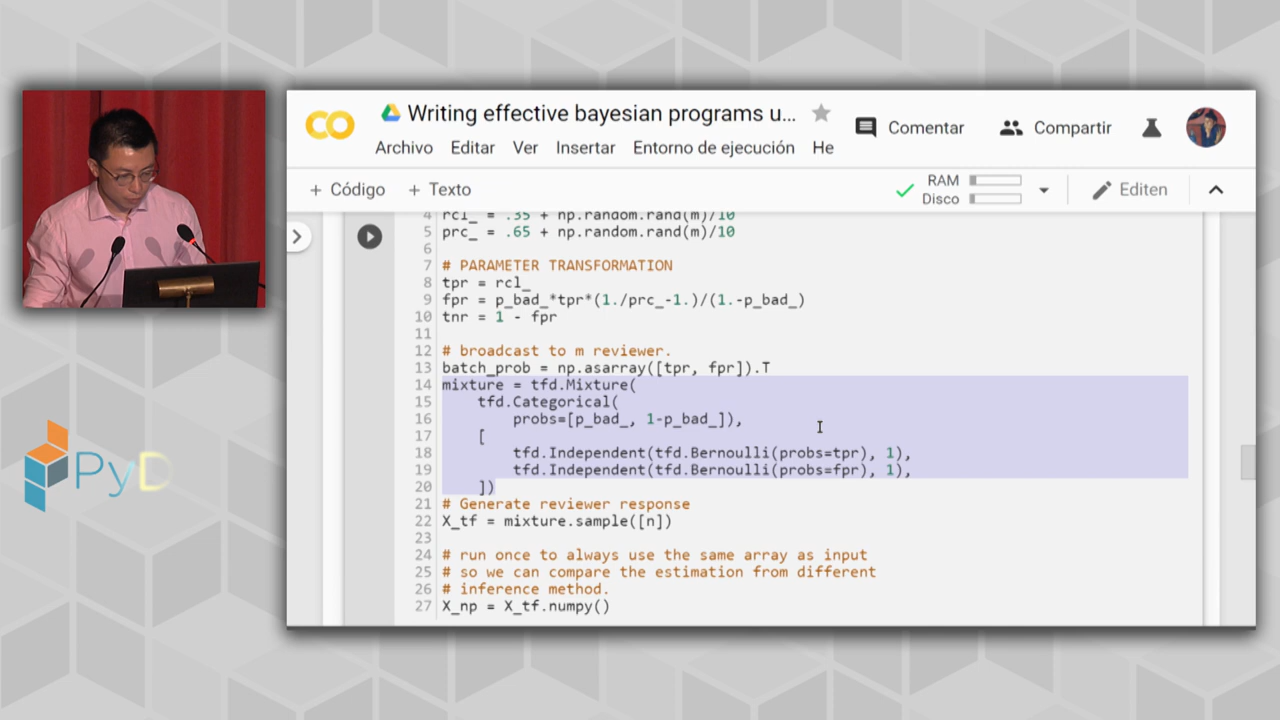 CO
Writing effective bayesian programs u...
Comentar
Compartir
Archivo Editar Ver Insertar Entorno de ejecución He
+ Código + Texto
RAM
Disco
Editen
4 rcl_ = .35 + np.random.rand(m)/10
5 prc_ = .65 + np.random.rand(m)/10
6
7 # PARAMETER TRANSFORMATION
8 tpr = rcl_
9 fpr = p_bad_*tpr*(1./prc_-1.)/(1.-p_bad_)
10 tnr = 1 - fpr
11
12 # broadcast to m reviewer.
13 batch_prob = np.asarray([tpr, fpr]).T
14 mixture = tfd.Mixture(
15 tfd.Categorical(
16 probs=[p_bad_, 1-p_bad_]),
17 [
18 tfd.Independent(tfd.Bernoulli(probs=tpr), 1),
19 tfd.Independent(tfd.Bernoulli(probs=fpr), 1),
20 ])
21 # Generate reviewer response
22 X_tf = mixture.sample([n])
23
24 # run once to always use the same array as input
25 # so we can compare the estimation from different
26 # inference method.
27 X_np = X_tf.numpy()
PyD